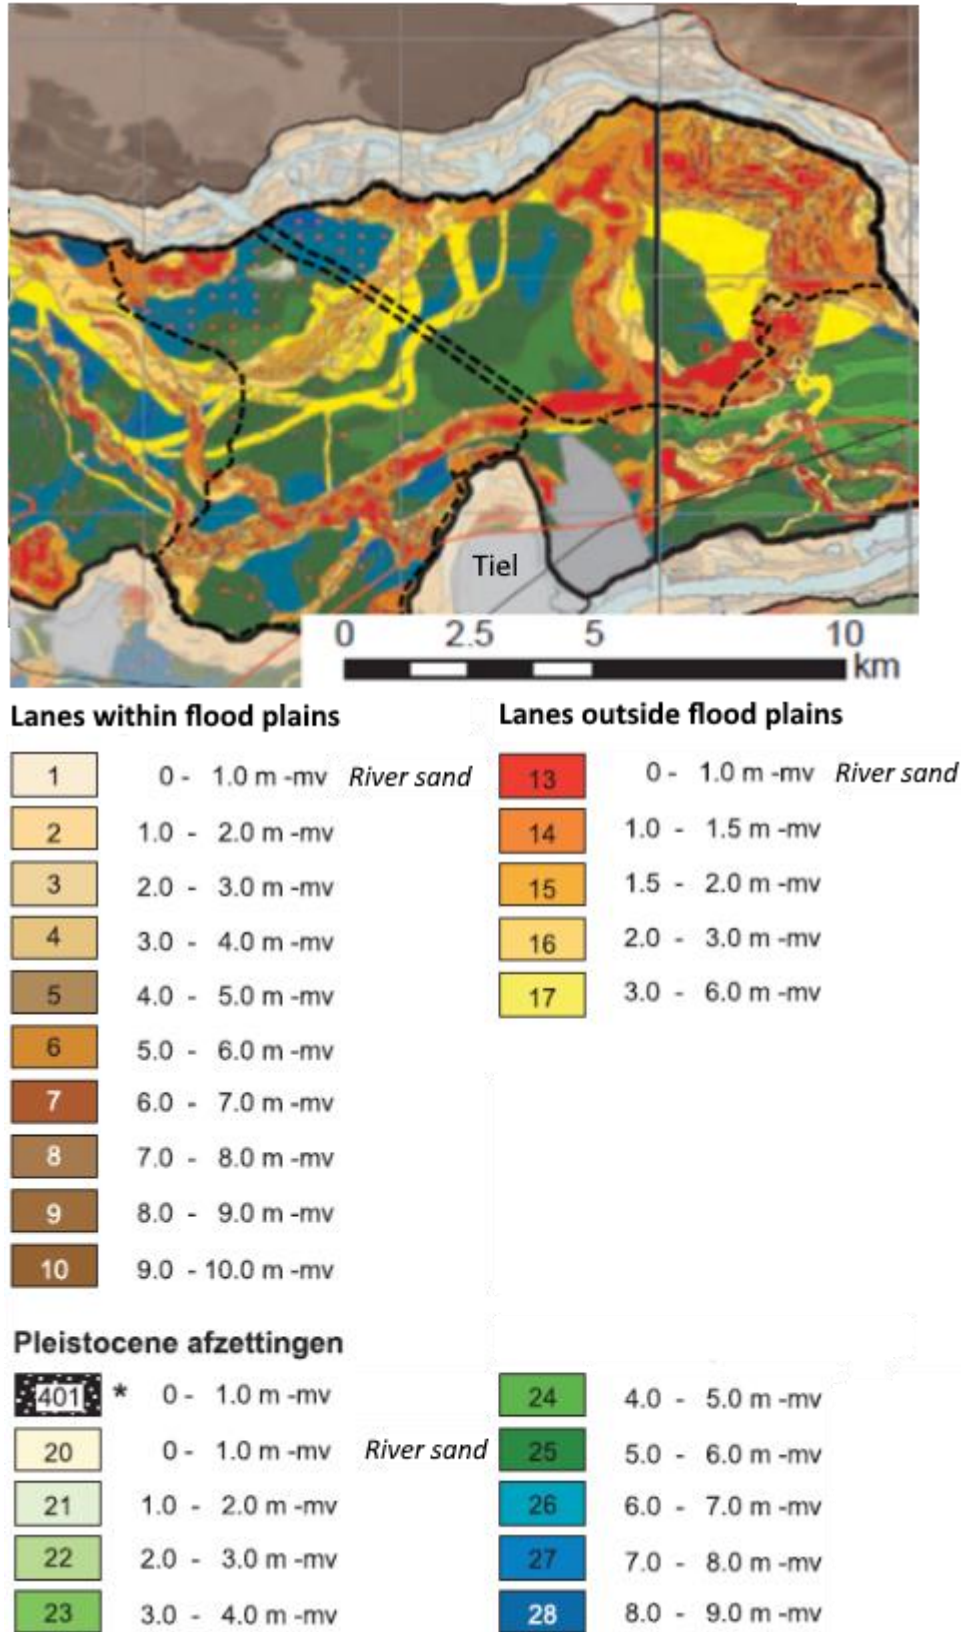 Tiel
0 2.5 5 10
km
Lanes within flood plains
1 0 - 1.0 m -mv River sand
2 1.0 - 2.0 m -mv
3 2.0 - 3.0 m -mv
4 3.0 - 4.0 m -mv
5 4.0 - 5.0 m -mv
6 5.0 - 6.0 m -mv
7 6.0 - 7.0 m -mv
8 7.0 - 8.0 m -mv
9 8.0 - 9.0 m -mv
10 9.0 - 10.0 m -mv
Lanes outside flood plains
13 0 - 1.0 m -mv River sand
14 1.0 - 1.5 m -mv
15 1.5 - 2.0 m -mv
16 2.0 - 3.0 m -mv
17 3.0 - 6.0 m -mv
Pleistocene afzettingen
401 * 0 - 1.0 m -mv
20 0 - 1.0 m -mv River sand
21 1.0 - 2.0 m -mv
22 2.0 - 3.0 m -mv
23 3.0 - 4.0 m -mv
24 4.0 - 5.0 m -mv
25 5.0 - 6.0 m -mv
26 6.0 - 7.0 m -mv
27 7.0 - 8.0 m -mv
28 8.0 - 9.0 m -mv